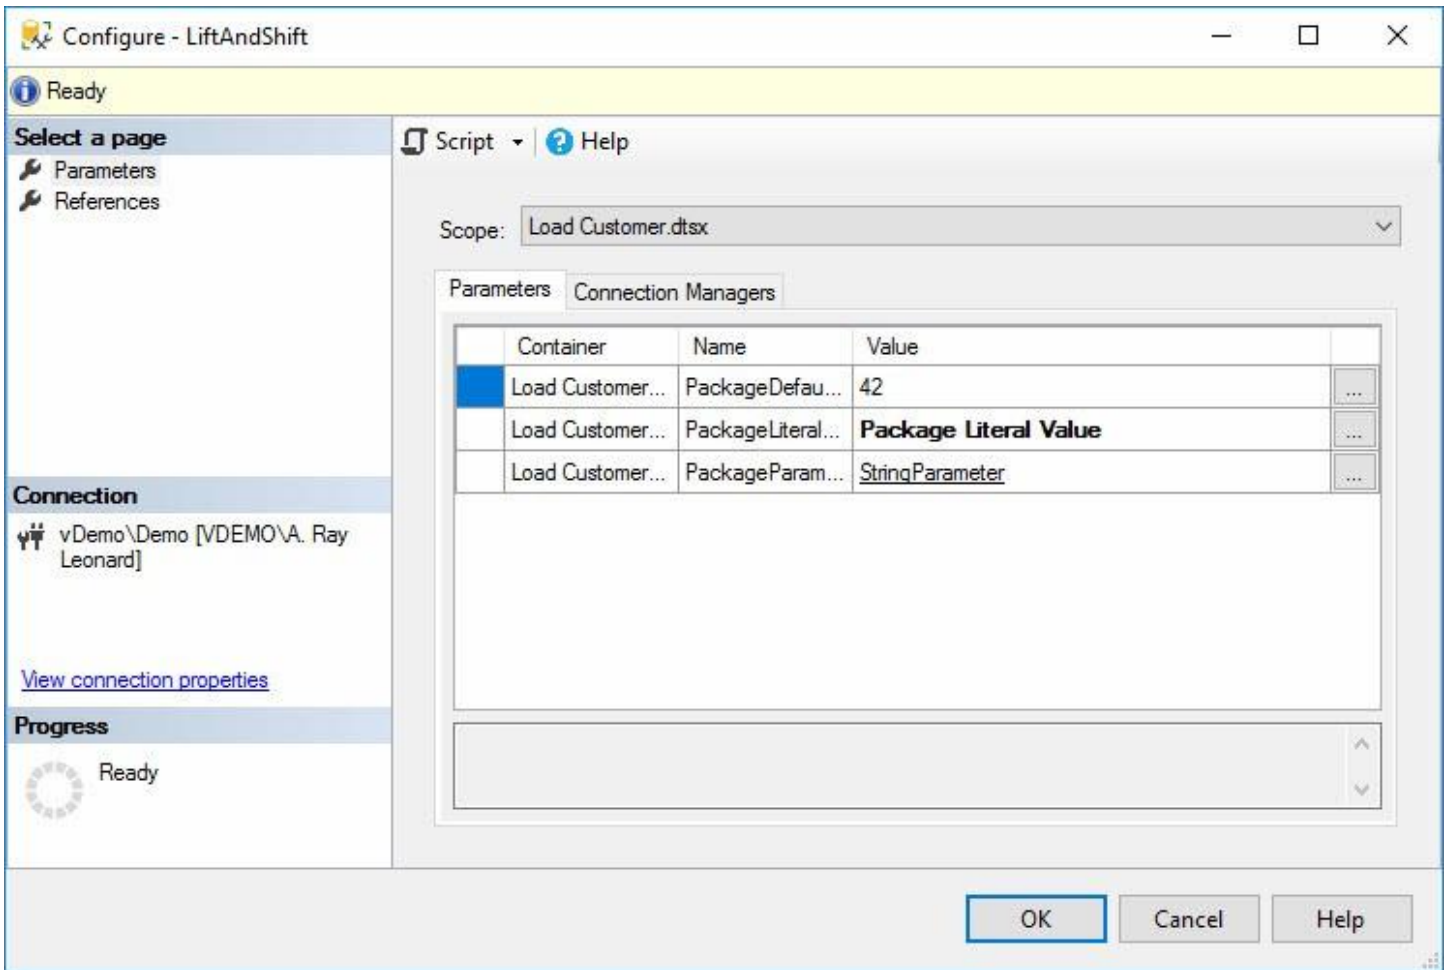 Configure - LiftAndShift
Ready
Select a page
Parameters
References
Script
Help
Scope: Load Customer.dtsx
Parameters Connection Managers
Container Name Value
Load Customer... PackageDefau... 42 ...
Load Customer... PackageLiteral... Package Literal Value ...
Load Customer... PackageParam... StringParameter ...
Connection
vDemo\Demo [VDEMO\A. Ray
Leonard]
View connection properties
Progress
Ready
OK Cancel Help